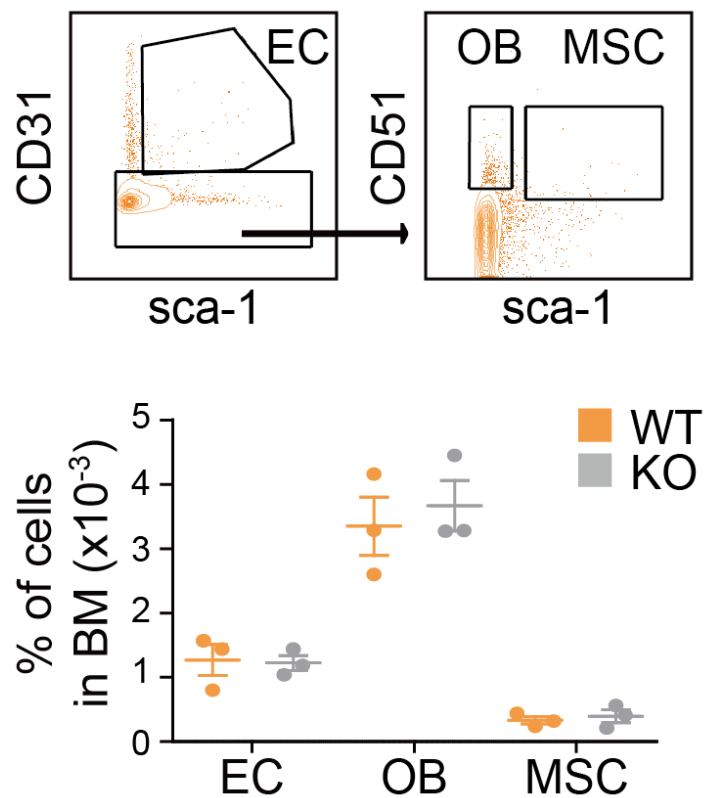 EC
CD31
sca-1
OB MSC
CD51
sca-1
WT
KO
% of cells
in BM (x10⁻³)
5
4
3
2
1
0
EC OB MSC